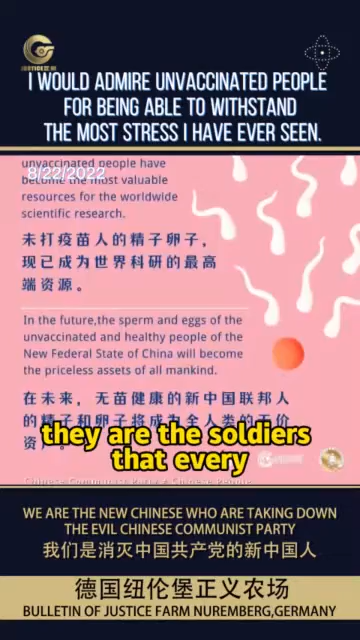 I WOULD ADMIRE UNVACCINATED PEOPLE
FOR BEING ABLE TO WITHSTAND
THE MOST STRESS I HAVE EVER SEEN.
unvaccinated people have
8/22/2022
become the most valuable
resources for the worldwide
scientific research.
未打疫苗人的精子卵子，
现已成为世界科研的最高
端资源。
In the future,the sperm and eggs of the
unvaccinated and healthy people of the
New Federal State of China will become
the priceless assets of all mankind.
在未来，无苗健康的新中国联邦人
的精子和卵子将成为全人类的无价
资产。
they are the soldiers
that every
WE ARE THE NEW CHINESE WHO ARE TAKING DOWN
THE EVIL CHINESE COMMUNIST PARTY
我们是消灭中国共产党的新中国人
德国纽伦堡正义农场
BULLETIN OF JUSTICE FARM NUREMBERG,GERMANY